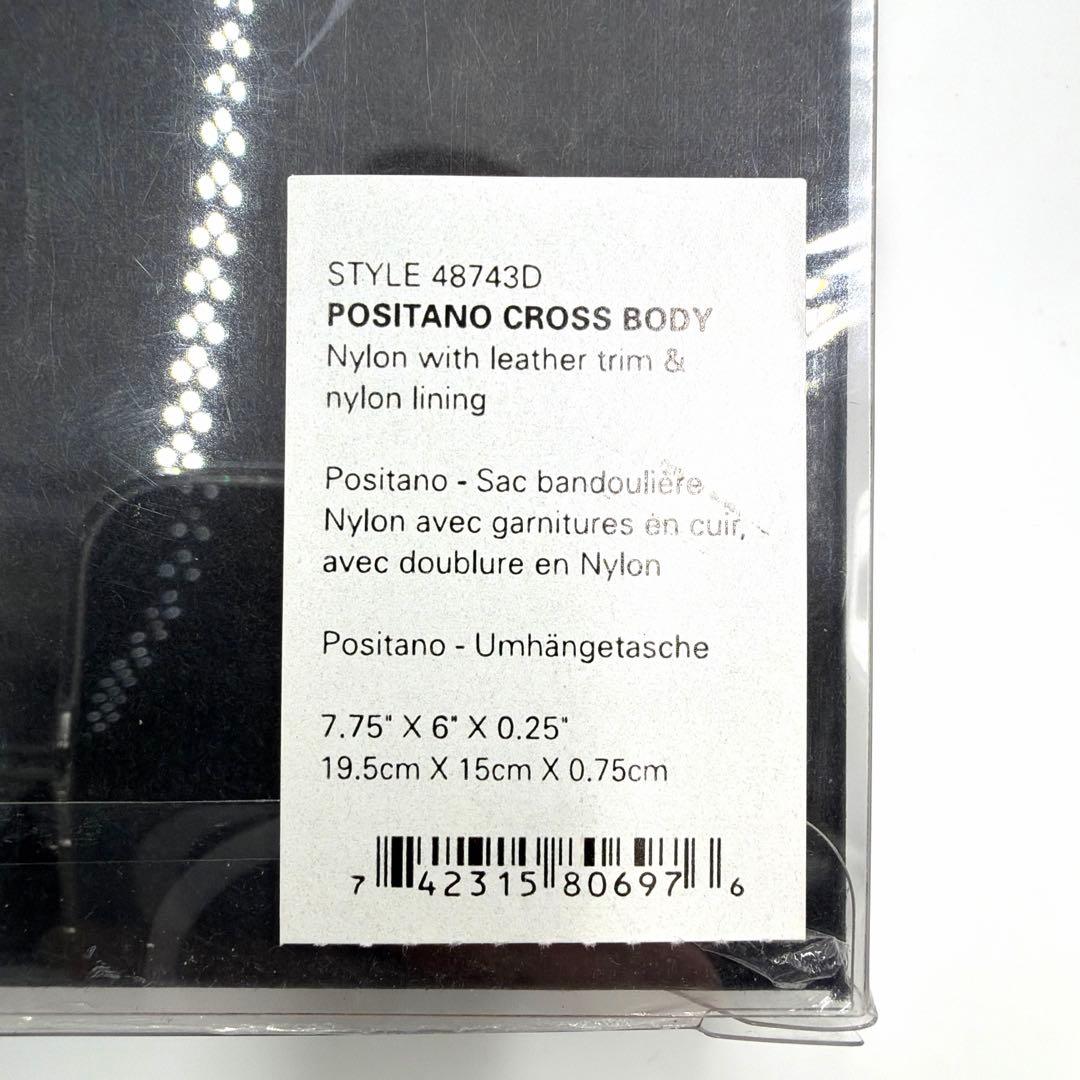 STYLE 48743D
POSITANO CROSS BODY
Nylon with leather trim &
nylon lining
Positano - Sac bandoulière
Nylon avec garnitures en cuir,
avec doublure en Nylon
Positano - Umhängetasche
7.75" X 6" X 0.25"
19.5cm X 15cm X 0.75cm
7 42315 80697 6